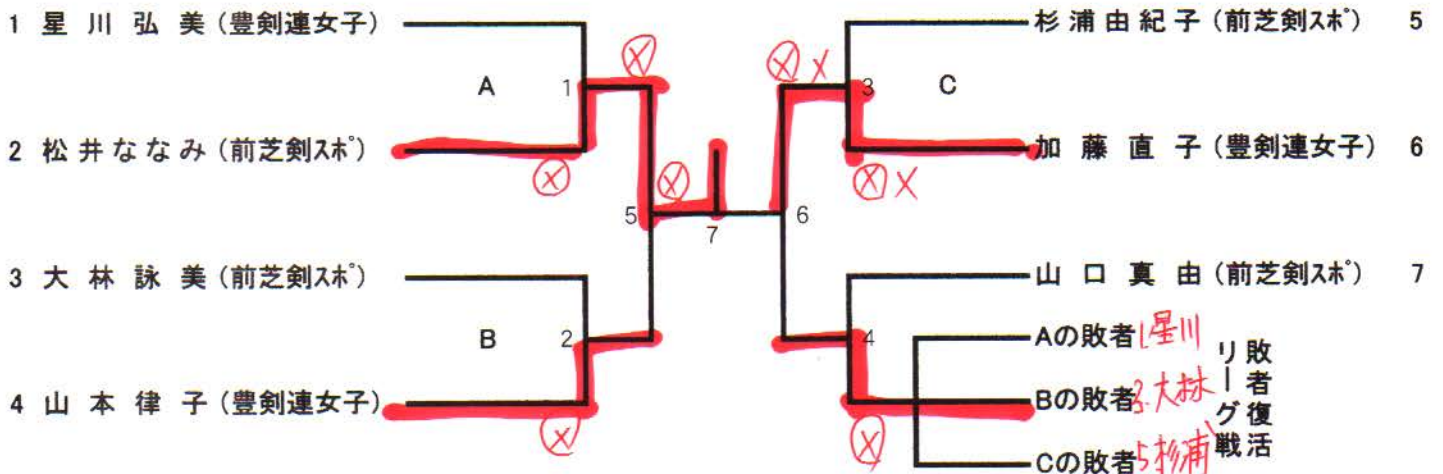 1 星川弘美(豊剣連女子)
A
1
ⓧ
2 松井ななみ(前芝剣スポ)
ⓧ
ⓧ
5
7
3 大林詠美(前芝剣スポ)
B
2
4 山本律子(豊剣連女子)
ⓧ
杉浦由紀子(前芝剣スポ) 5
ⓧ x
3
C
加藤直子(豊剣連女子) 6
ⓧ x
6
山口真由(前芝剣スポ) 7
4
Aの敗者 1.星川
Bの敗者 3.大林
Cの敗者 5杉浦
ⓧ
敗者復活
リーグ戦